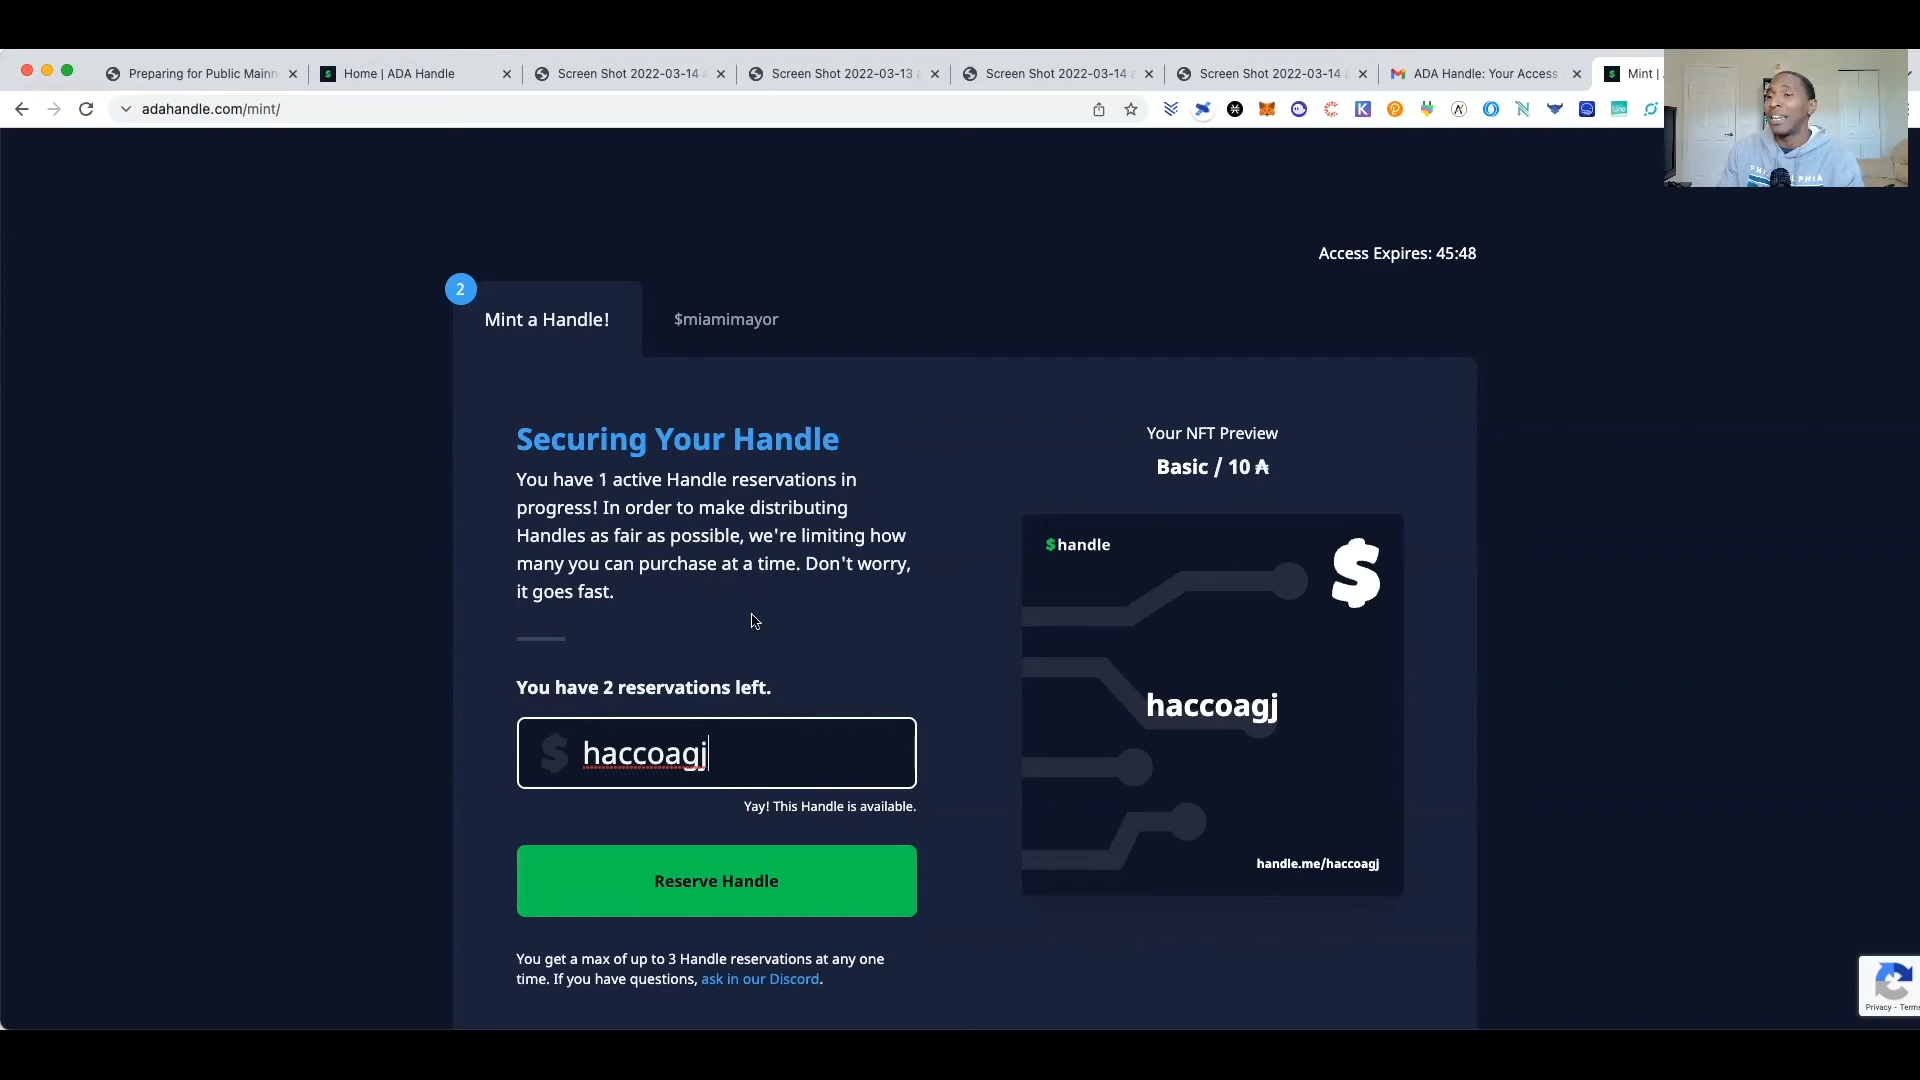 Preparing for Public Mainn
Home | ADA Handle
Screen Shot 2022-03-14 a
Screen Shot 2022-03-13 a
Screen Shot 2022-03-14 a
Screen Shot 2022-03-14 a
ADA Handle: Your Access
Mint |
adahandle.com/mint/
Access Expires: 45:48
2
Mint a Handle!
$miamimayor
Securing Your Handle
You have 1 active Handle reservations in
progress! In order to make distributing
Handles as fair as possible, we're limiting how
many you can purchase at a time. Don't worry,
it goes fast.
You have 2 reservations left.
$ haccoagj
Yay! This Handle is available.
Reserve Handle
You get a max of up to 3 Handle reservations at any one
time. If you have questions, ask in our Discord.
Your NFT Preview
Basic / 10 ₳
$handle
$
haccoagj
handle.me/haccoagj
Privacy - Terms